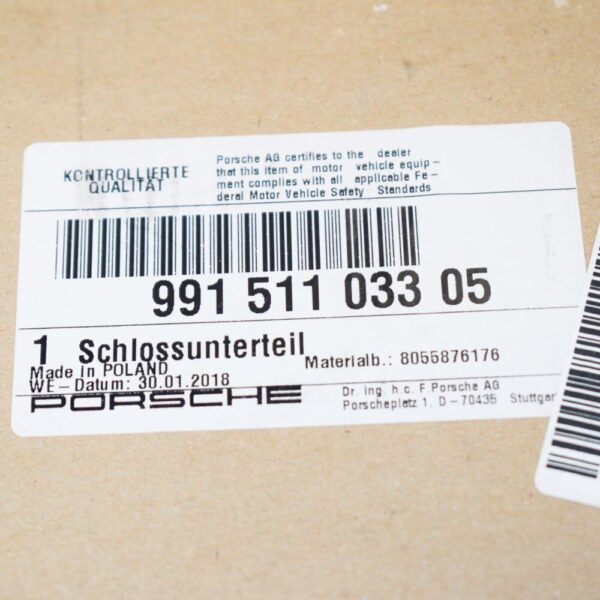 KONTROLLIERTE
QUALITÄT
Porsche AG certifies to the dealer
that this item of motor vehicle equip-
ment complies with all applicable Fe-
deral Motor Vehicle Safety Standards
991 511 033 05
1 Schlossunterteil
Made in POLAND
Materialb.: 8055876176
WE-Datum: 30.01.2018
PORSCHE
Dr. Ing. h.c. F. Porsche AG
Porscheplatz 1, D-70435 Stuttgar